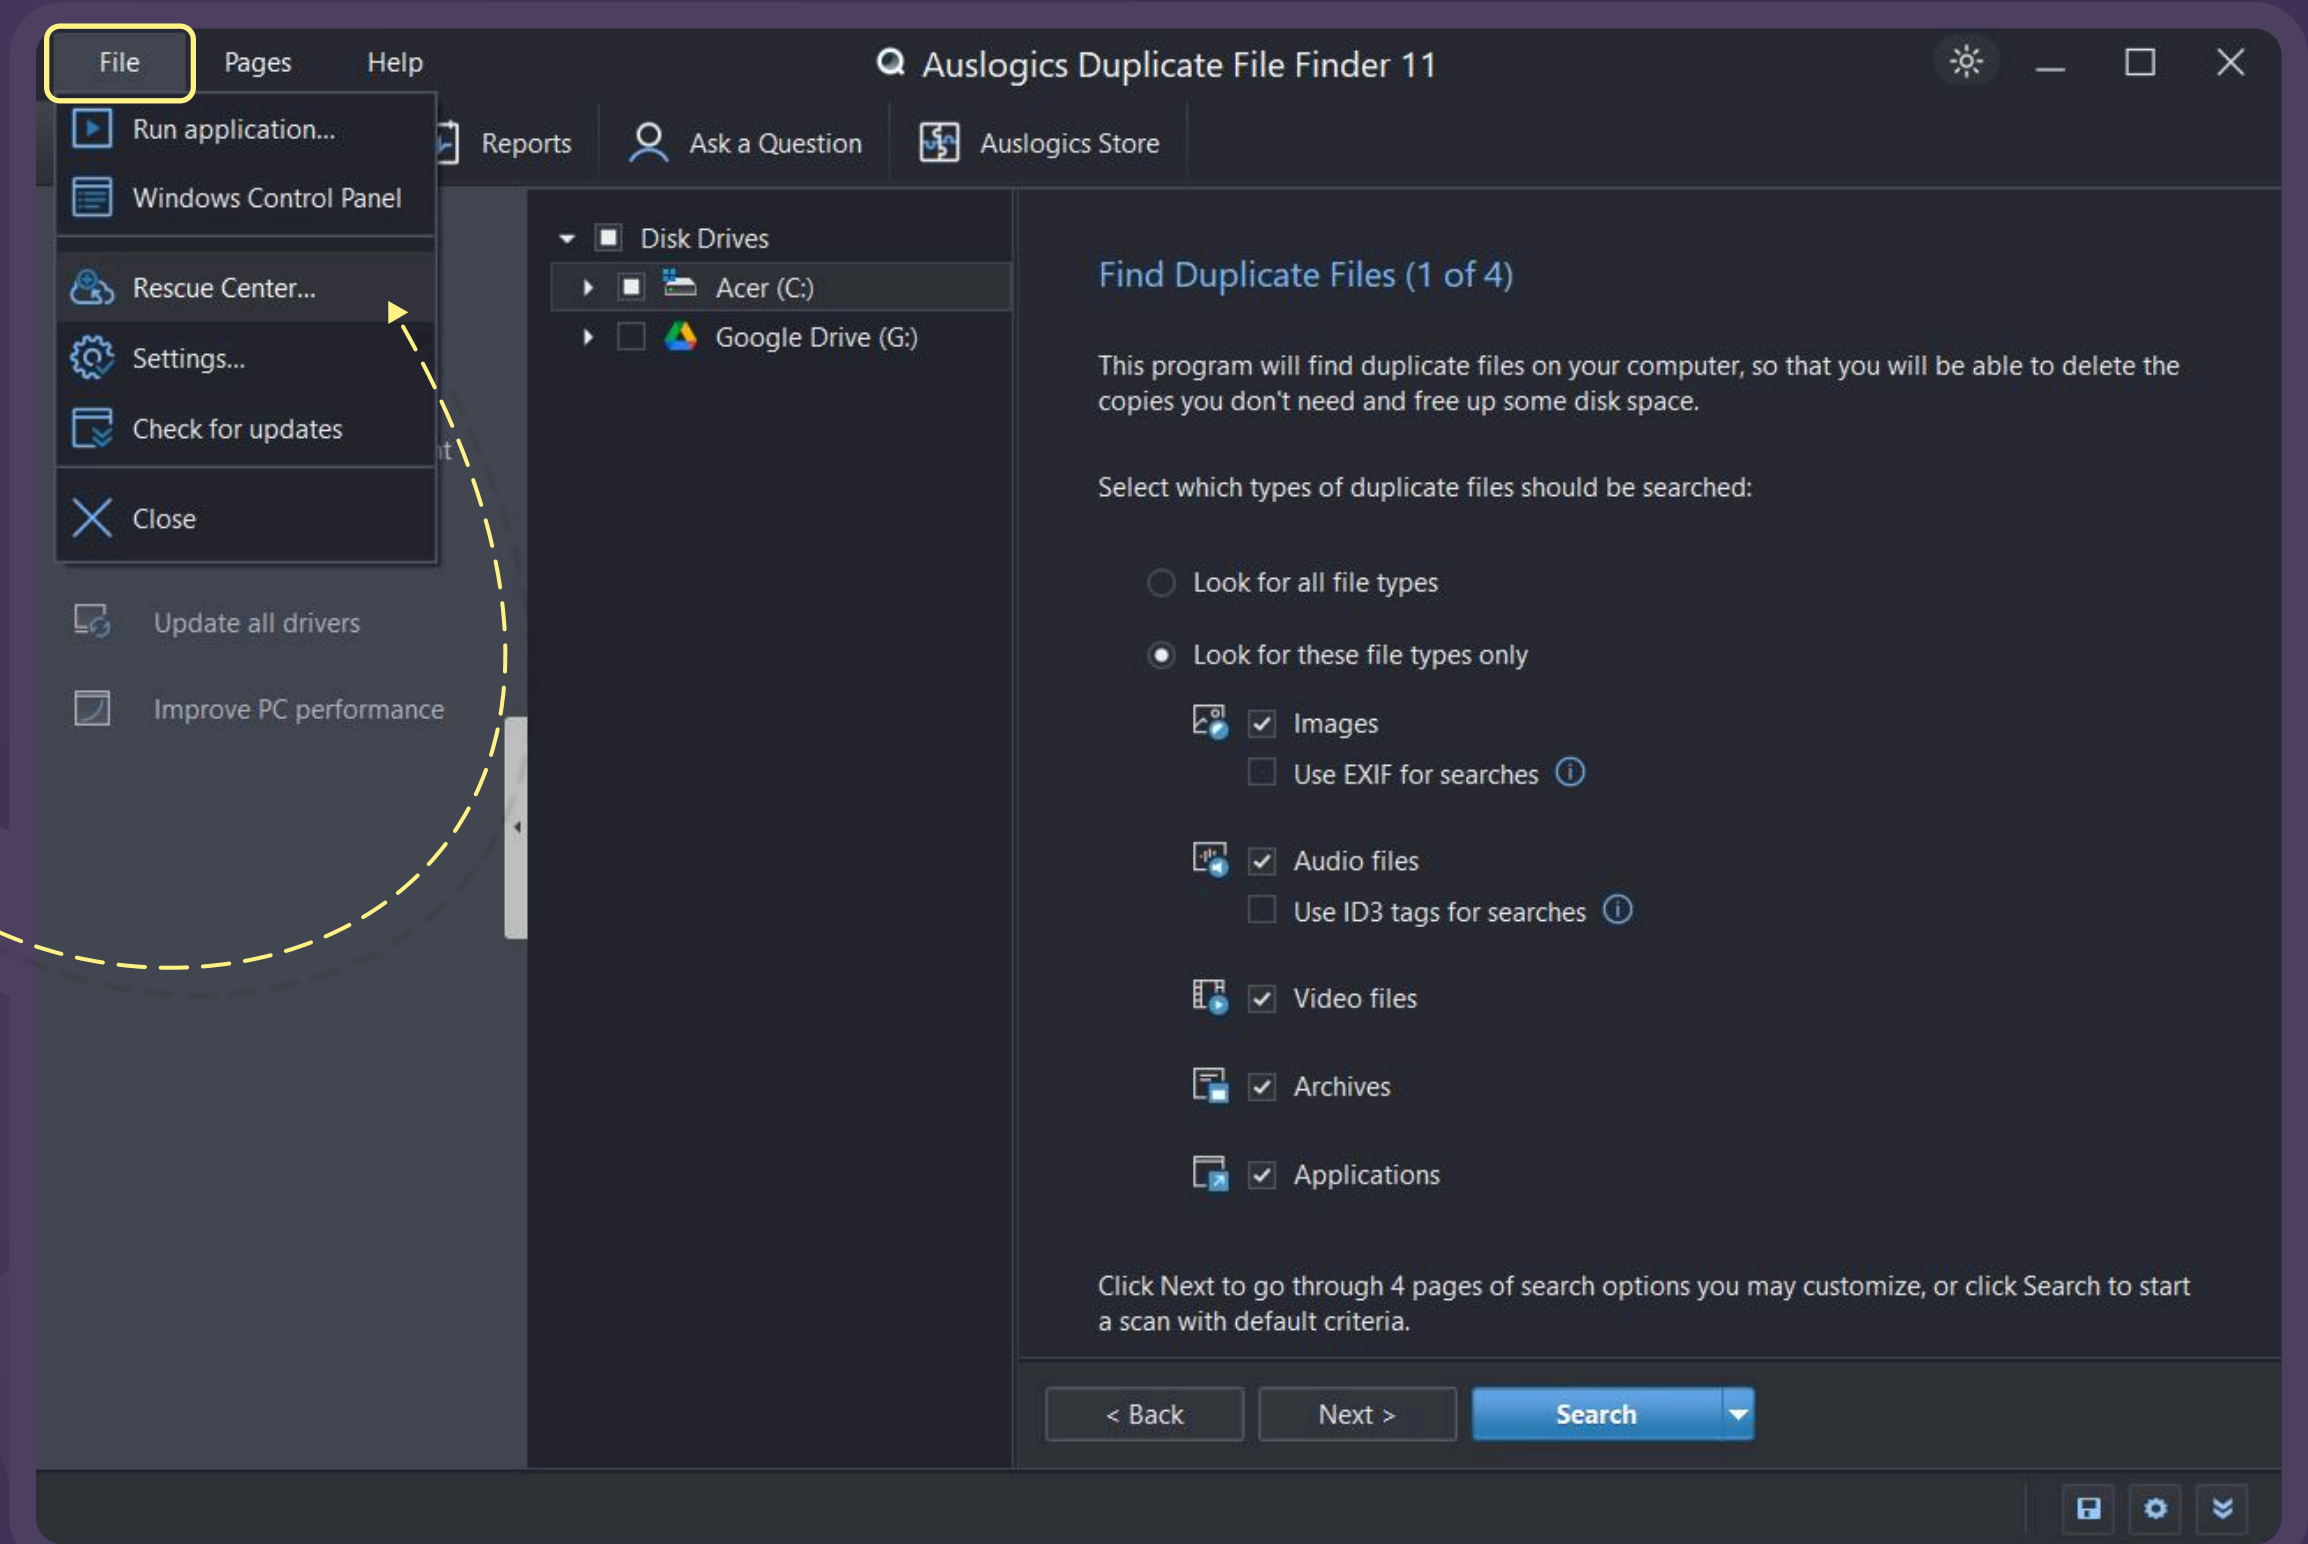 File Pages Help
Auslogics Duplicate File Finder 11
Run application...
Windows Control Panel
Rescue Center...
Settings...
Check for updates
Close
Reports
Ask a Question
Auslogics Store
Update all drivers
Improve PC performance
Disk Drives
Acer (C:)
Google Drive (G:)
Find Duplicate Files (1 of 4)
This program will find duplicate files on your computer, so that you will be able to delete the
copies you don't need and free up some disk space.
Select which types of duplicate files should be searched:
Look for all file types
Look for these file types only
Images
Use EXIF for searches
Audio files
Use ID3 tags for searches
Video files
Archives
Applications
Click Next to go through 4 pages of search options you may customize, or click Search to start
a scan with default criteria.
< Back
Next >
Search